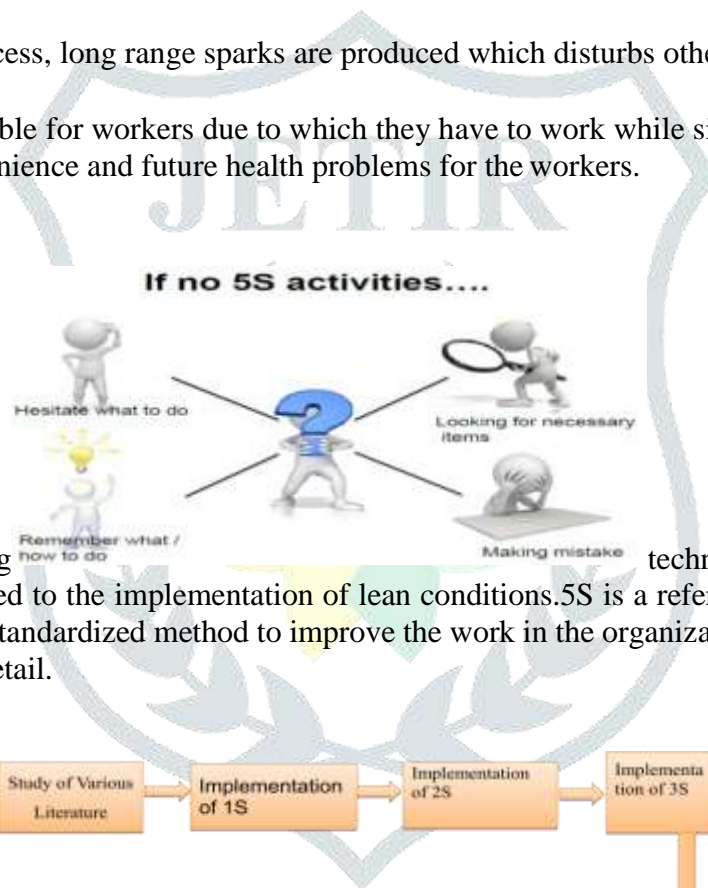 cess, long range sparks are produced which disturbs othe
ble for workers due to which they have to work while si
nience and future health problems for the workers.
JETIR
If no 5S activities....
Hesitate what to do
Looking for necessary
items
Remember what /
how to do
Making mistake
g
techn
ed to the implementation of lean conditions.5S is a refer
standardized method to improve the work in the organiza
etail.
Study of Various
Literature
Implementation
of 1S
Implementation
of 2S
Implementa
tion of 3S